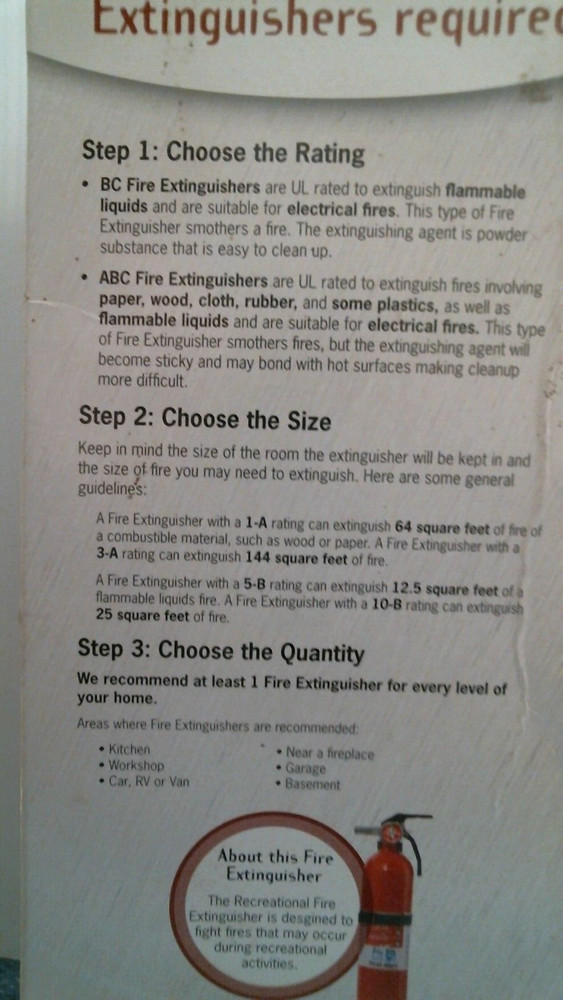 Extinguishers required
Step 1: Choose the Rating
• BC Fire Extinguishers are UL rated to extinguish flammable
liquids and are suitable for electrical fires. This type of Fire
Extinguisher smothers a fire. The extinguishing agent is powder
substance that is easy to clean up.
• ABC Fire Extinguishers are UL rated to extinguish fires involving
paper, wood, cloth, rubber, and some plastics, as well as
flammable liquids and are suitable for electrical fires. This type
of Fire Extinguisher smothers fires, but the extinguishing agent will
become sticky and may bond with hot surfaces making cleanup
more difficult.
Step 2: Choose the Size
Keep in mind the size of the room the extinguisher will be kept in and
the size of fire you may need to extinguish. Here are some general
guidelines:
A Fire Extinguisher with a 1-A rating can extinguish 64 square feet of fire of
a combustible material, such as wood or paper. A Fire Extinguisher with a
3-A rating can extinguish 144 square feet of fire.
A Fire Extinguisher with a 5-B rating can extinguish 12.5 square feet of a
flammable liquids fire. A Fire Extinguisher with a 10-B rating can extinguish
25 square feet of fire.
Step 3: Choose the Quantity
We recommend at least 1 Fire Extinguisher for every level of
your home.
Areas where Fire Extinguishers are recommended:
• Kitchen
• Workshop
• Car, RV or Van
• Near a fireplace
• Garage
• Basement
About this Fire
Extinguisher
The Recreational Fire
Extinguisher is desgined to
fight fires that may occur
during recreational
activities.